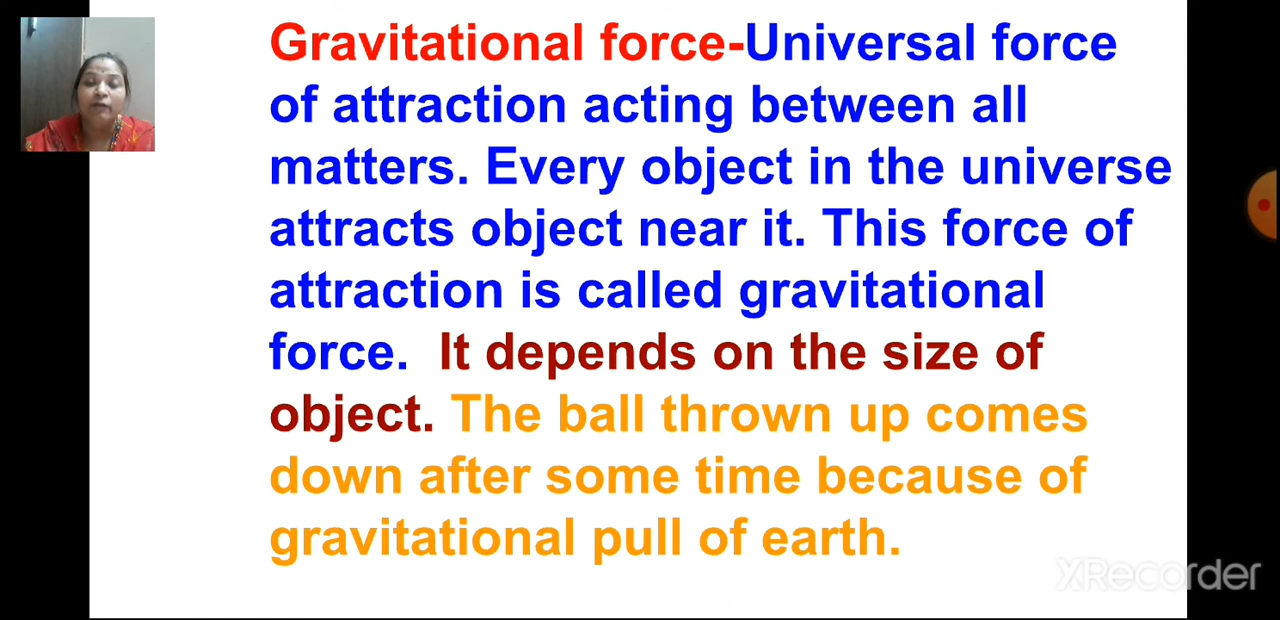 Gravitational force-Universal force
of attraction acting between all
matters. Every object in the universe
attracts object near it. This force of
attraction is called gravitational
force.  It depends on the size of
object. The ball thrown up comes
down after some time because of
gravitational pull of earth.
XRecorder